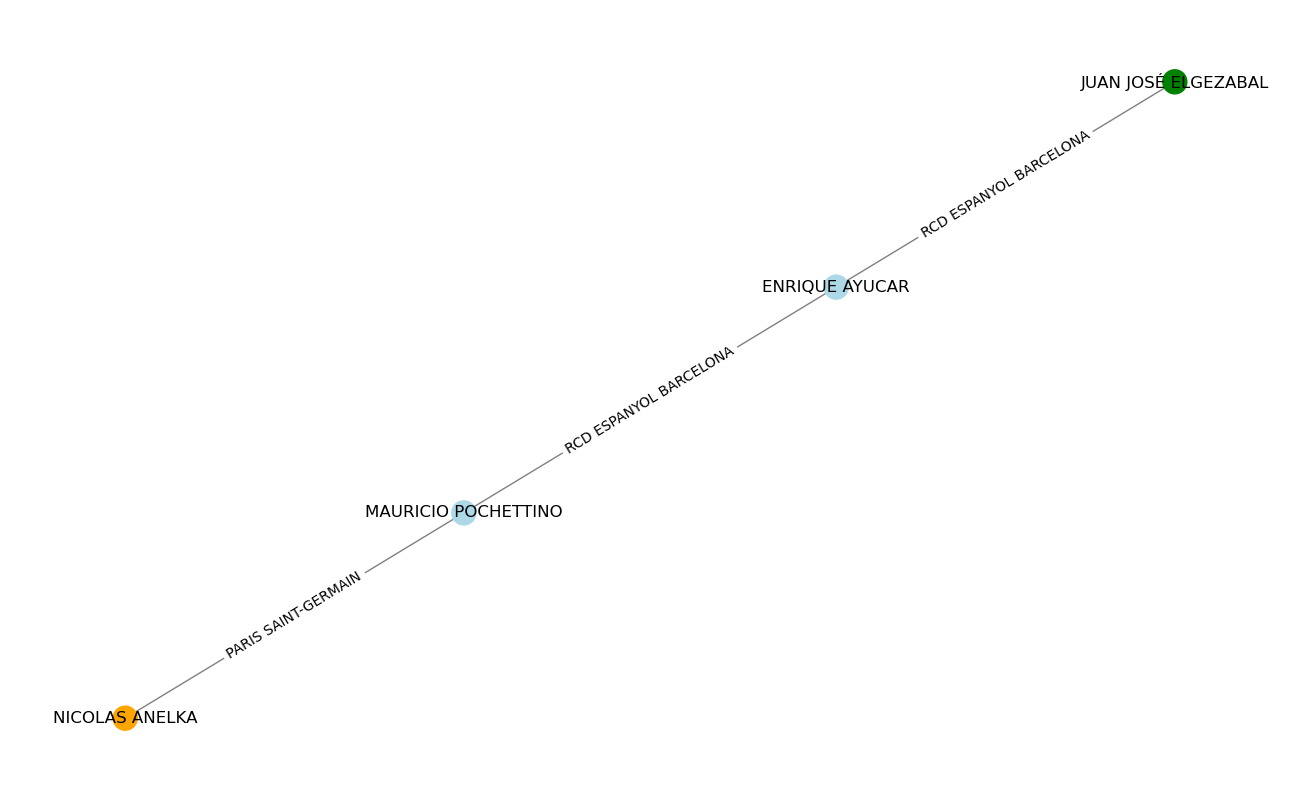 JUAN JOSÉ ELGEZABAL
RCD ESPANYOL BARCELONA
ENRIQUE AYUCAR
RCD ESPANYOL BARCELONA
MAURICIO POCHETTINO
PARIS SAINT-GERMAIN
NICOLAS ANELKA